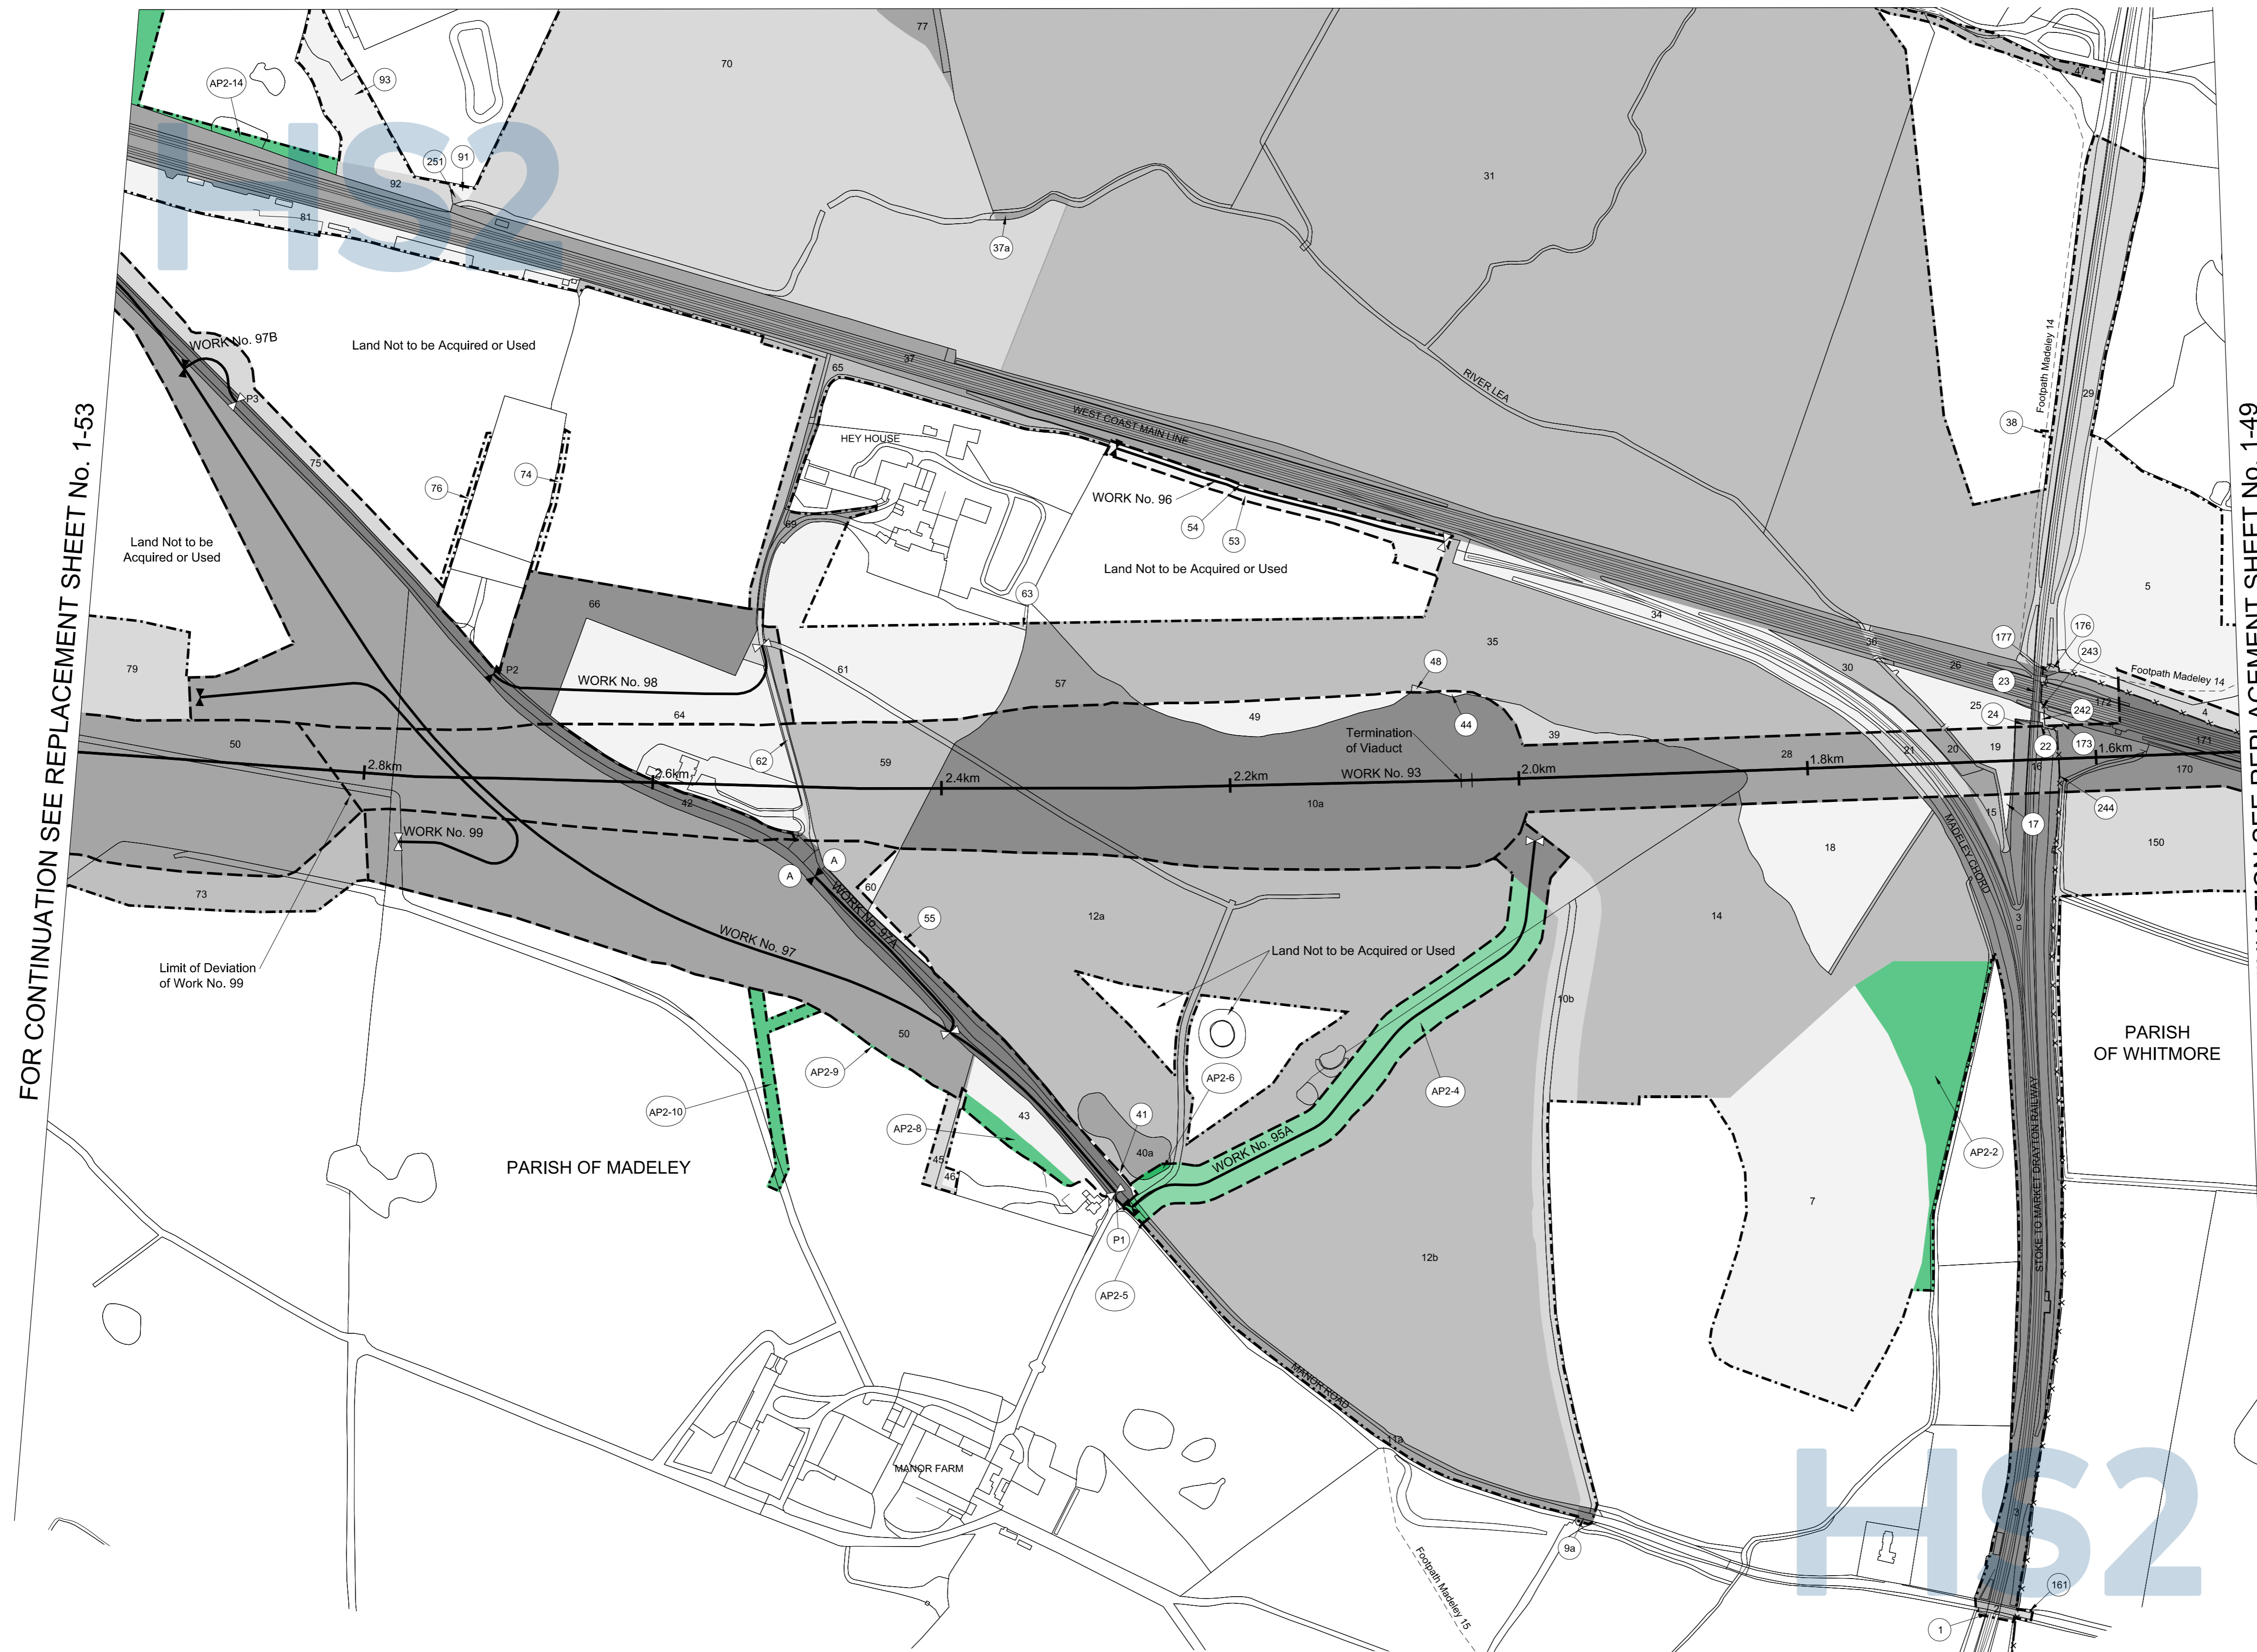 77
70
AP2-14
93
47
251
91
92
31
HS2
81
37a
WORK No. 97B
Land Not to be Acquired or Used
37
65
RIVER LEA
Footpath Madeley 14
29
P3
WEST COAST MAIN LINE
38
HEY HOUSE
75
76
74
WORK No. 96
54
53
69
Land Not to be
Acquired or Used
Land Not to be Acquired or Used
FOR CONTINUATION SEE REPLACEMENT SHEET No. 1-53
5
63
66
34
177
176
35
36
243
48
30
26
P2
61
Footpath Madeley 14
WORK No. 98
57
23
79
25
172
4
64
49
44
24
242
39
Termination
of Viaduct
50
62
59
28
21
20
19
22
173
171
1.6km
2.8km
2.6km
2.4km
2.2km
WORK No. 93
2.0km
1.8km
16
170
42
10a
244
WORK No. 99
15
17
MADELEY CHORD
150
18
A
A
60
73
WORK No. 97A
55
12a
14
3
WORK No. 97
Land Not to be Acquired or Used
Limit of Deviation
of Work No. 99
10b
50
PARISH
OF WHITMORE
AP2-9
AP2-6
AP2-4
AP2-10
43
41
AP2-8
40a
WORK No. 95A
AP2-2
STOKE TO MARKET DRAYTON RAILWAY
PARISH OF MADELEY
45
46
7
P1
12b
AP2-5
MANOR ROAD
11a
MANOR FARM
HS2
3
9a
Footpath Madeley 15
161
2
1